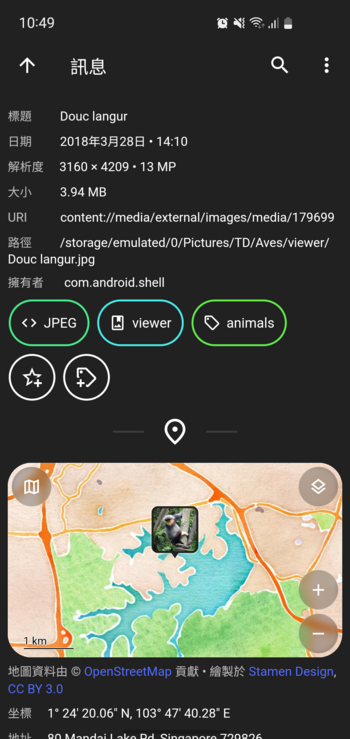 10:49
訊息
標題 Douc langur
日期 2018年3月28日 • 14:10
解析度 3160 × 4209 • 13 MP
大小 3.94 MB
URI content://media/external/images/media/179699
路徑 /storage/emulated/0/Pictures/TD/Aves/viewer/
Douc langur.jpg
擁有者 com.android.shell
JPEG viewer animals
1 km
地圖資料由 © OpenStreetMap 貢獻 • 繪製於 Stamen Design,
CC BY 3.0
坐標 1° 24′ 20.06″ N, 103° 47′ 40.28″ E
地址 80 Mandai Lake Rd, Singapore 729826